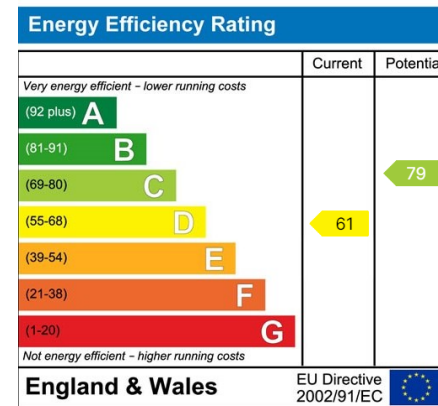 Energy Efficiency Rating
Current Potentia
Very energy efficient – lower running costs
(92 plus) A
(81-91) B
(69-80) C
79
(55-68) D
61
(39-54) E
(21-38) F
(1-20) G
Not energy efficient – higher running costs
England & Wales
EU Directive
2002/91/EC